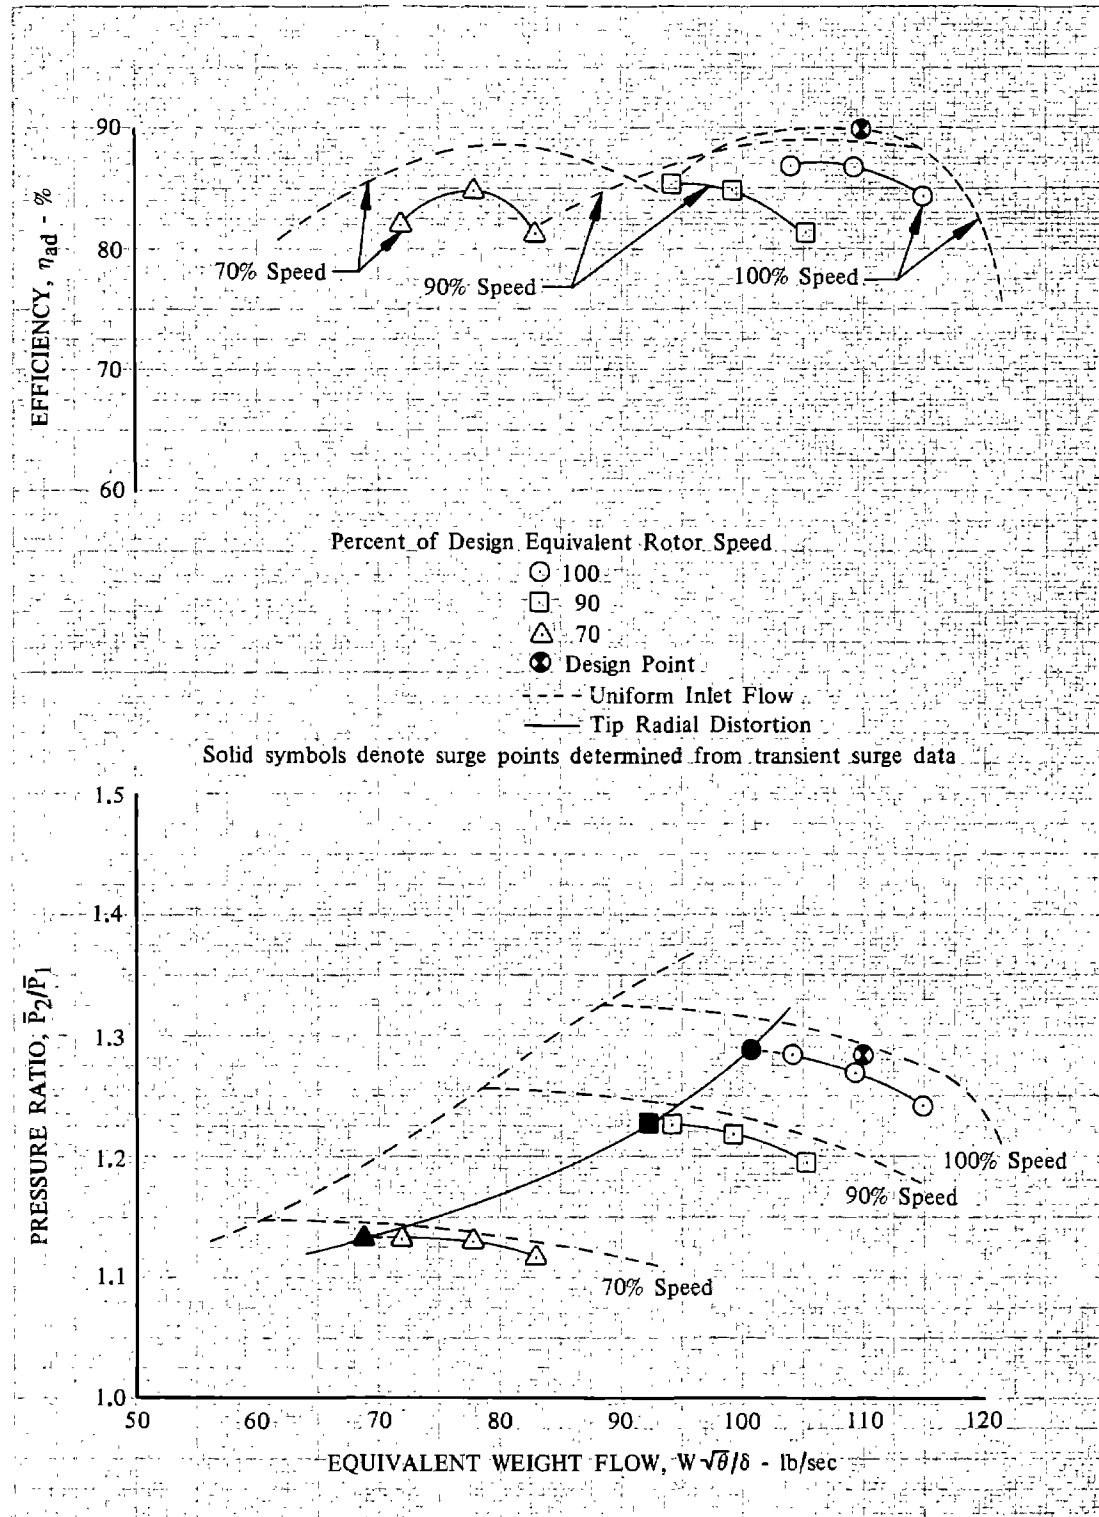 90
80
70
60
EFFICIENCY, ηad - %
70% Speed
90% Speed
100% Speed
Percent of Design Equivalent Rotor Speed
100
90
70
Design Point
Uniform Inlet Flow
Tip Radial Distortion
Solid symbols denote surge points determined from transient surge data
1.5
1.4
1.3
1.2
1.1
1.0
PRESSURE RATIO, P̅2/P̅1
100% Speed
90% Speed
70% Speed
50 60 70 80 90 100 110 120
EQUIVALENT WEIGHT FLOW, W√θ/δ - lb/sec